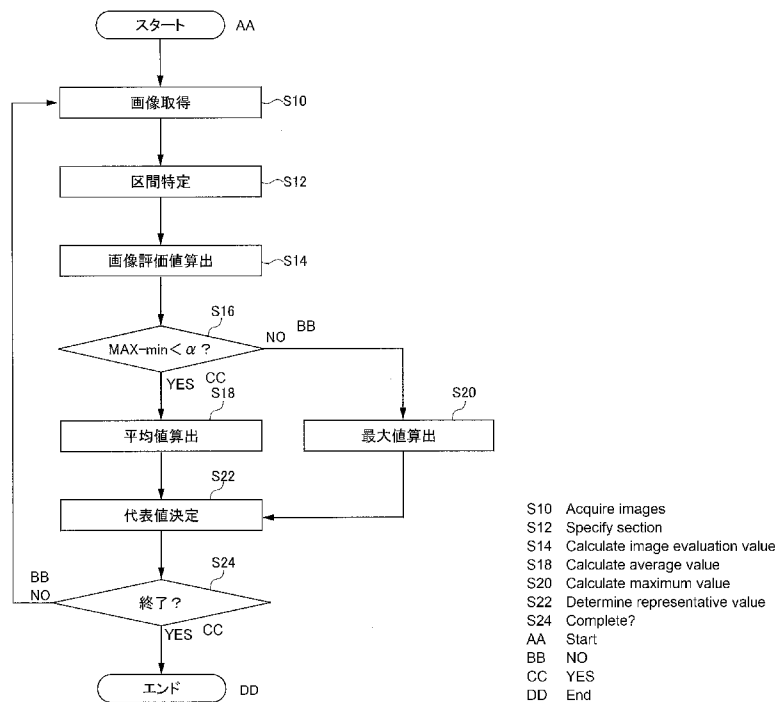 スタート AA
画像取得 S10
区間特定 S12
画像評価値算出 S14
S16
MAX-min<α? NO BB
YES CC
S18
平均値算出
S20
最大値算出
S22
代表値決定
S24
BB
NO
終了?
YES CC
エンド DD
S10 Acquire images
S12 Specify section
S14 Calculate image evaluation value
S18 Calculate average value
S20 Calculate maximum value
S22 Determine representative value
S24 Complete?
AA Start
BB NO
CC YES
DD End